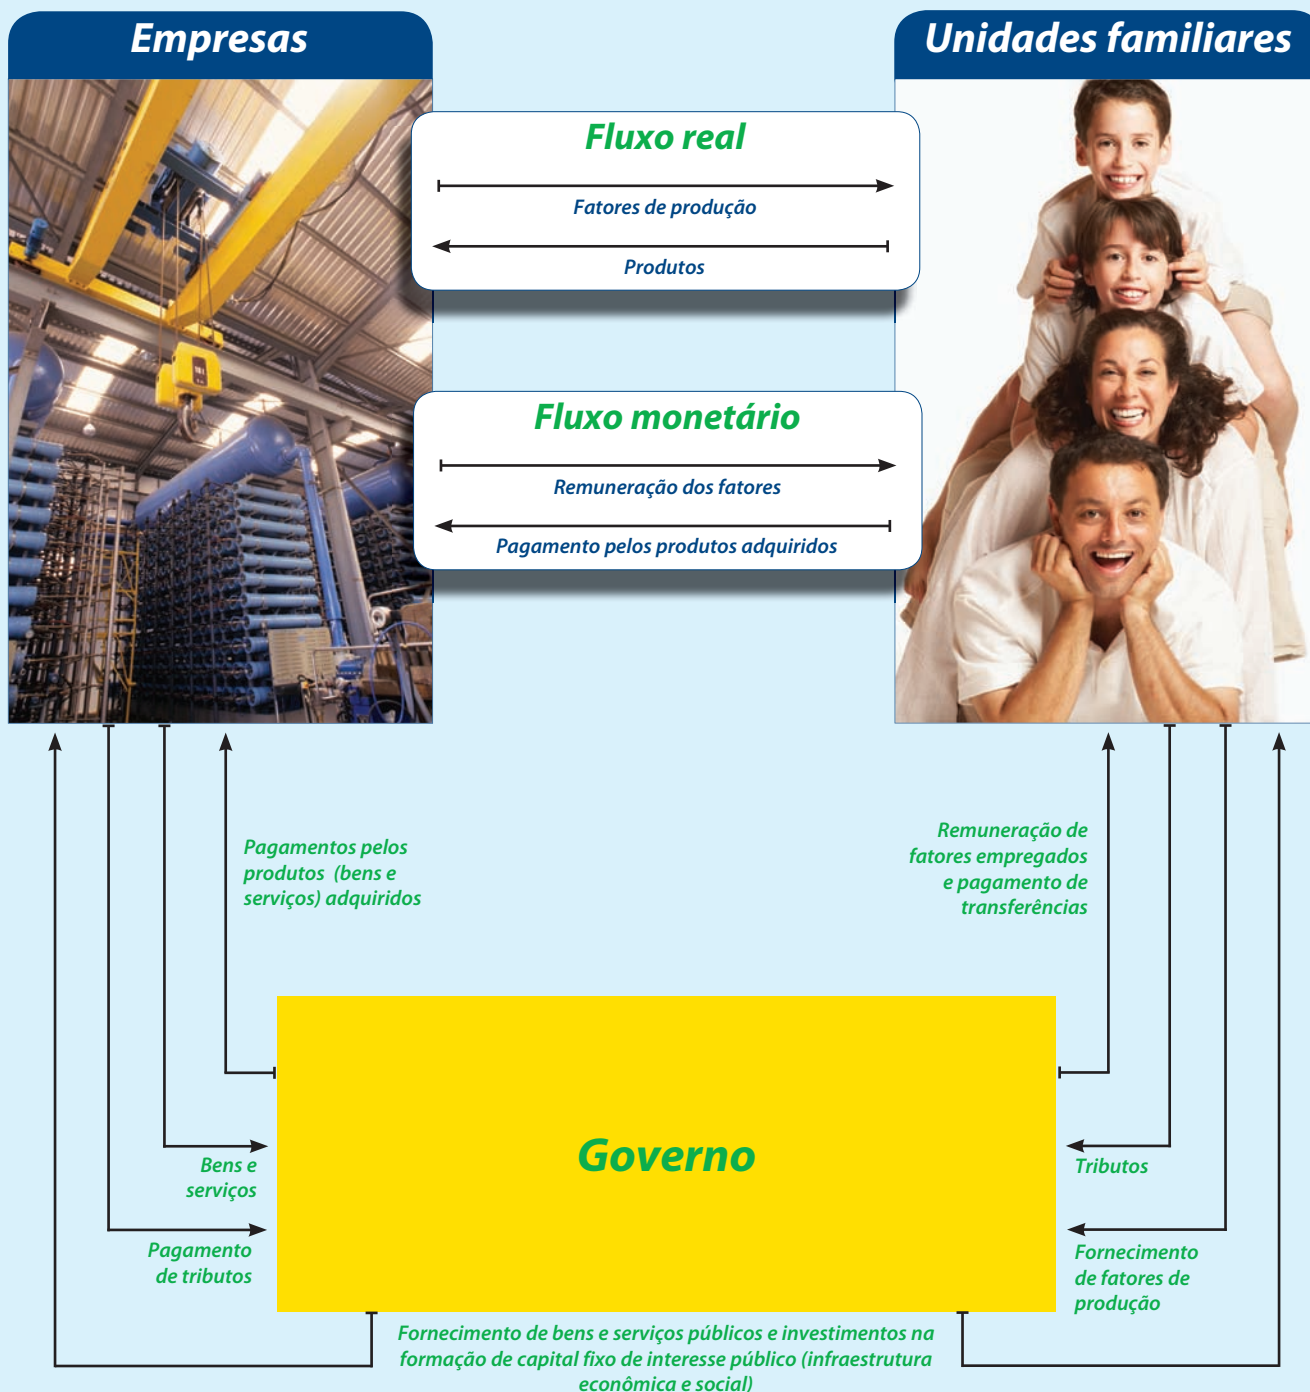 Empresas
Unidades familiares
Fluxo real
Fatores de produção
Produtos
Fluxo monetário
Remuneração dos fatores
Pagamento pelos produtos adquiridos
Pagamentos pelos
produtos (bens e
serviços) adquiridos
Remuneração de
fatores empregados
e pagamento de
transferências
Governo
Bens e
serviços
Pagamento
de tributos
Tributos
Fornecimento
de fatores de
produção
Fornecimento de bens e serviços públicos e investimentos na
formação de capital fixo de interesse público (infraestrutura
econômica e social)